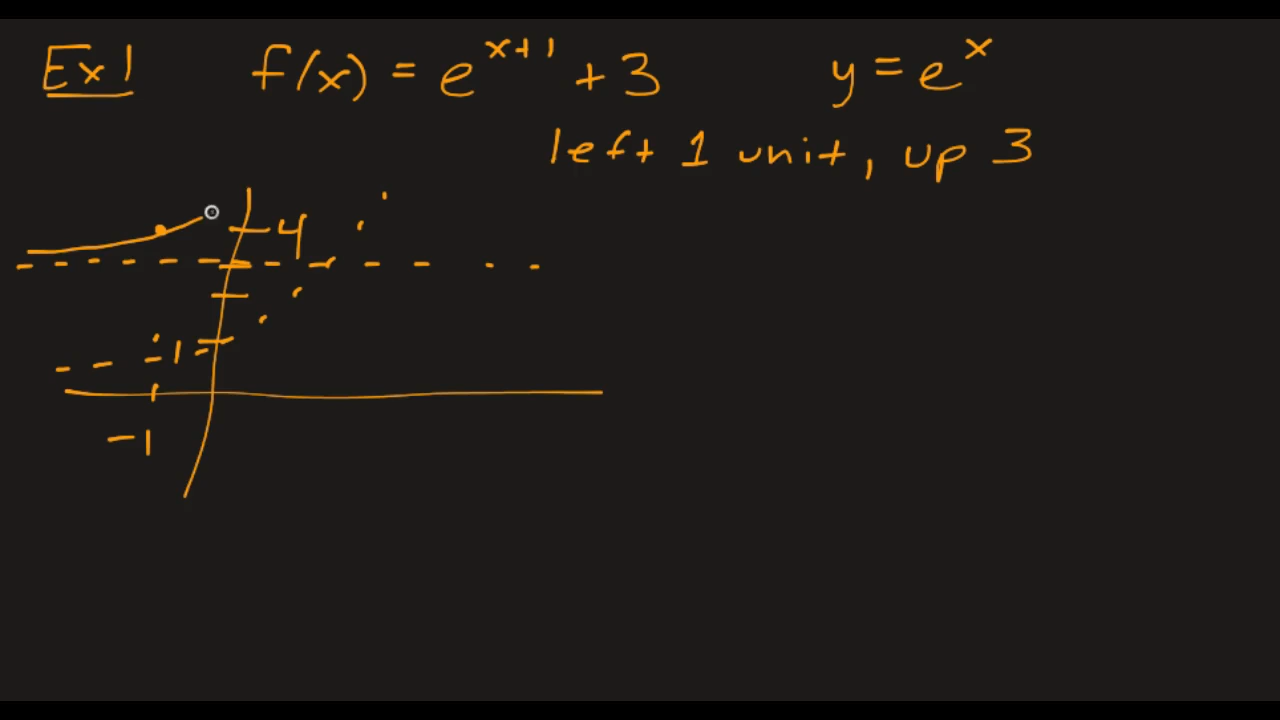 Ex 1 f(x) = e^{x+1} + 3 y = e^x
left 1 unit, up 3
4
1
-1